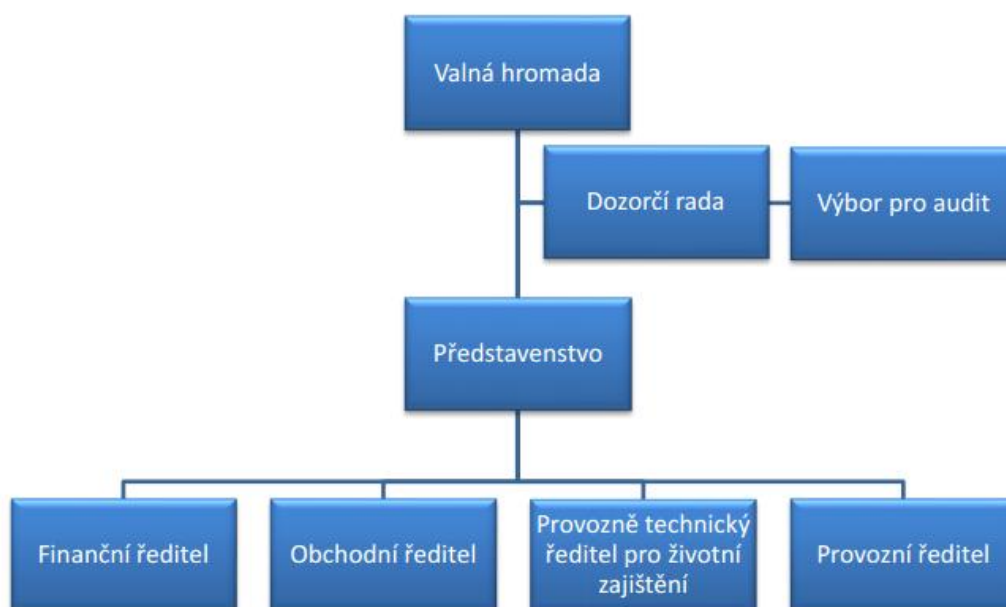 Valná hromada
Dozorčí rada
Výbor pro audit
Představenstvo
Finanční ředitel
Obchodní ředitel
Provozně technický
ředitel pro životní
zajištění
Provozní ředitel